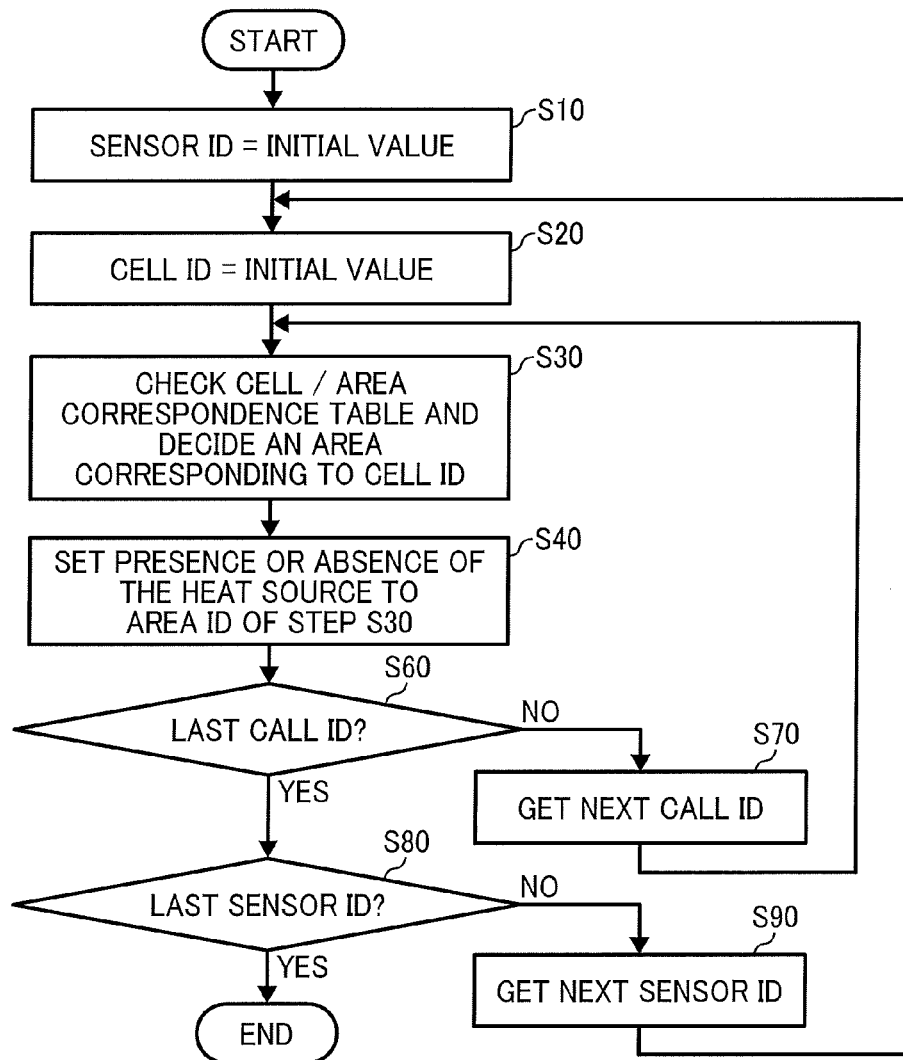 START
S10
SENSOR ID = INITIAL VALUE
S20
CELL ID = INITIAL VALUE
S30
CHECK CELL / AREA
CORRESPONDENCE TABLE AND
DECIDE AN AREA
CORRESPONDING TO CELL ID
S40
SET PRESENCE OR ABSENCE OF
THE HEAT SOURCE TO
AREA ID OF STEP S30
S60
LAST CALL ID?
NO
YES
S70
GET NEXT CALL ID
S80
LAST SENSOR ID?
NO
YES
S90
GET NEXT SENSOR ID
END